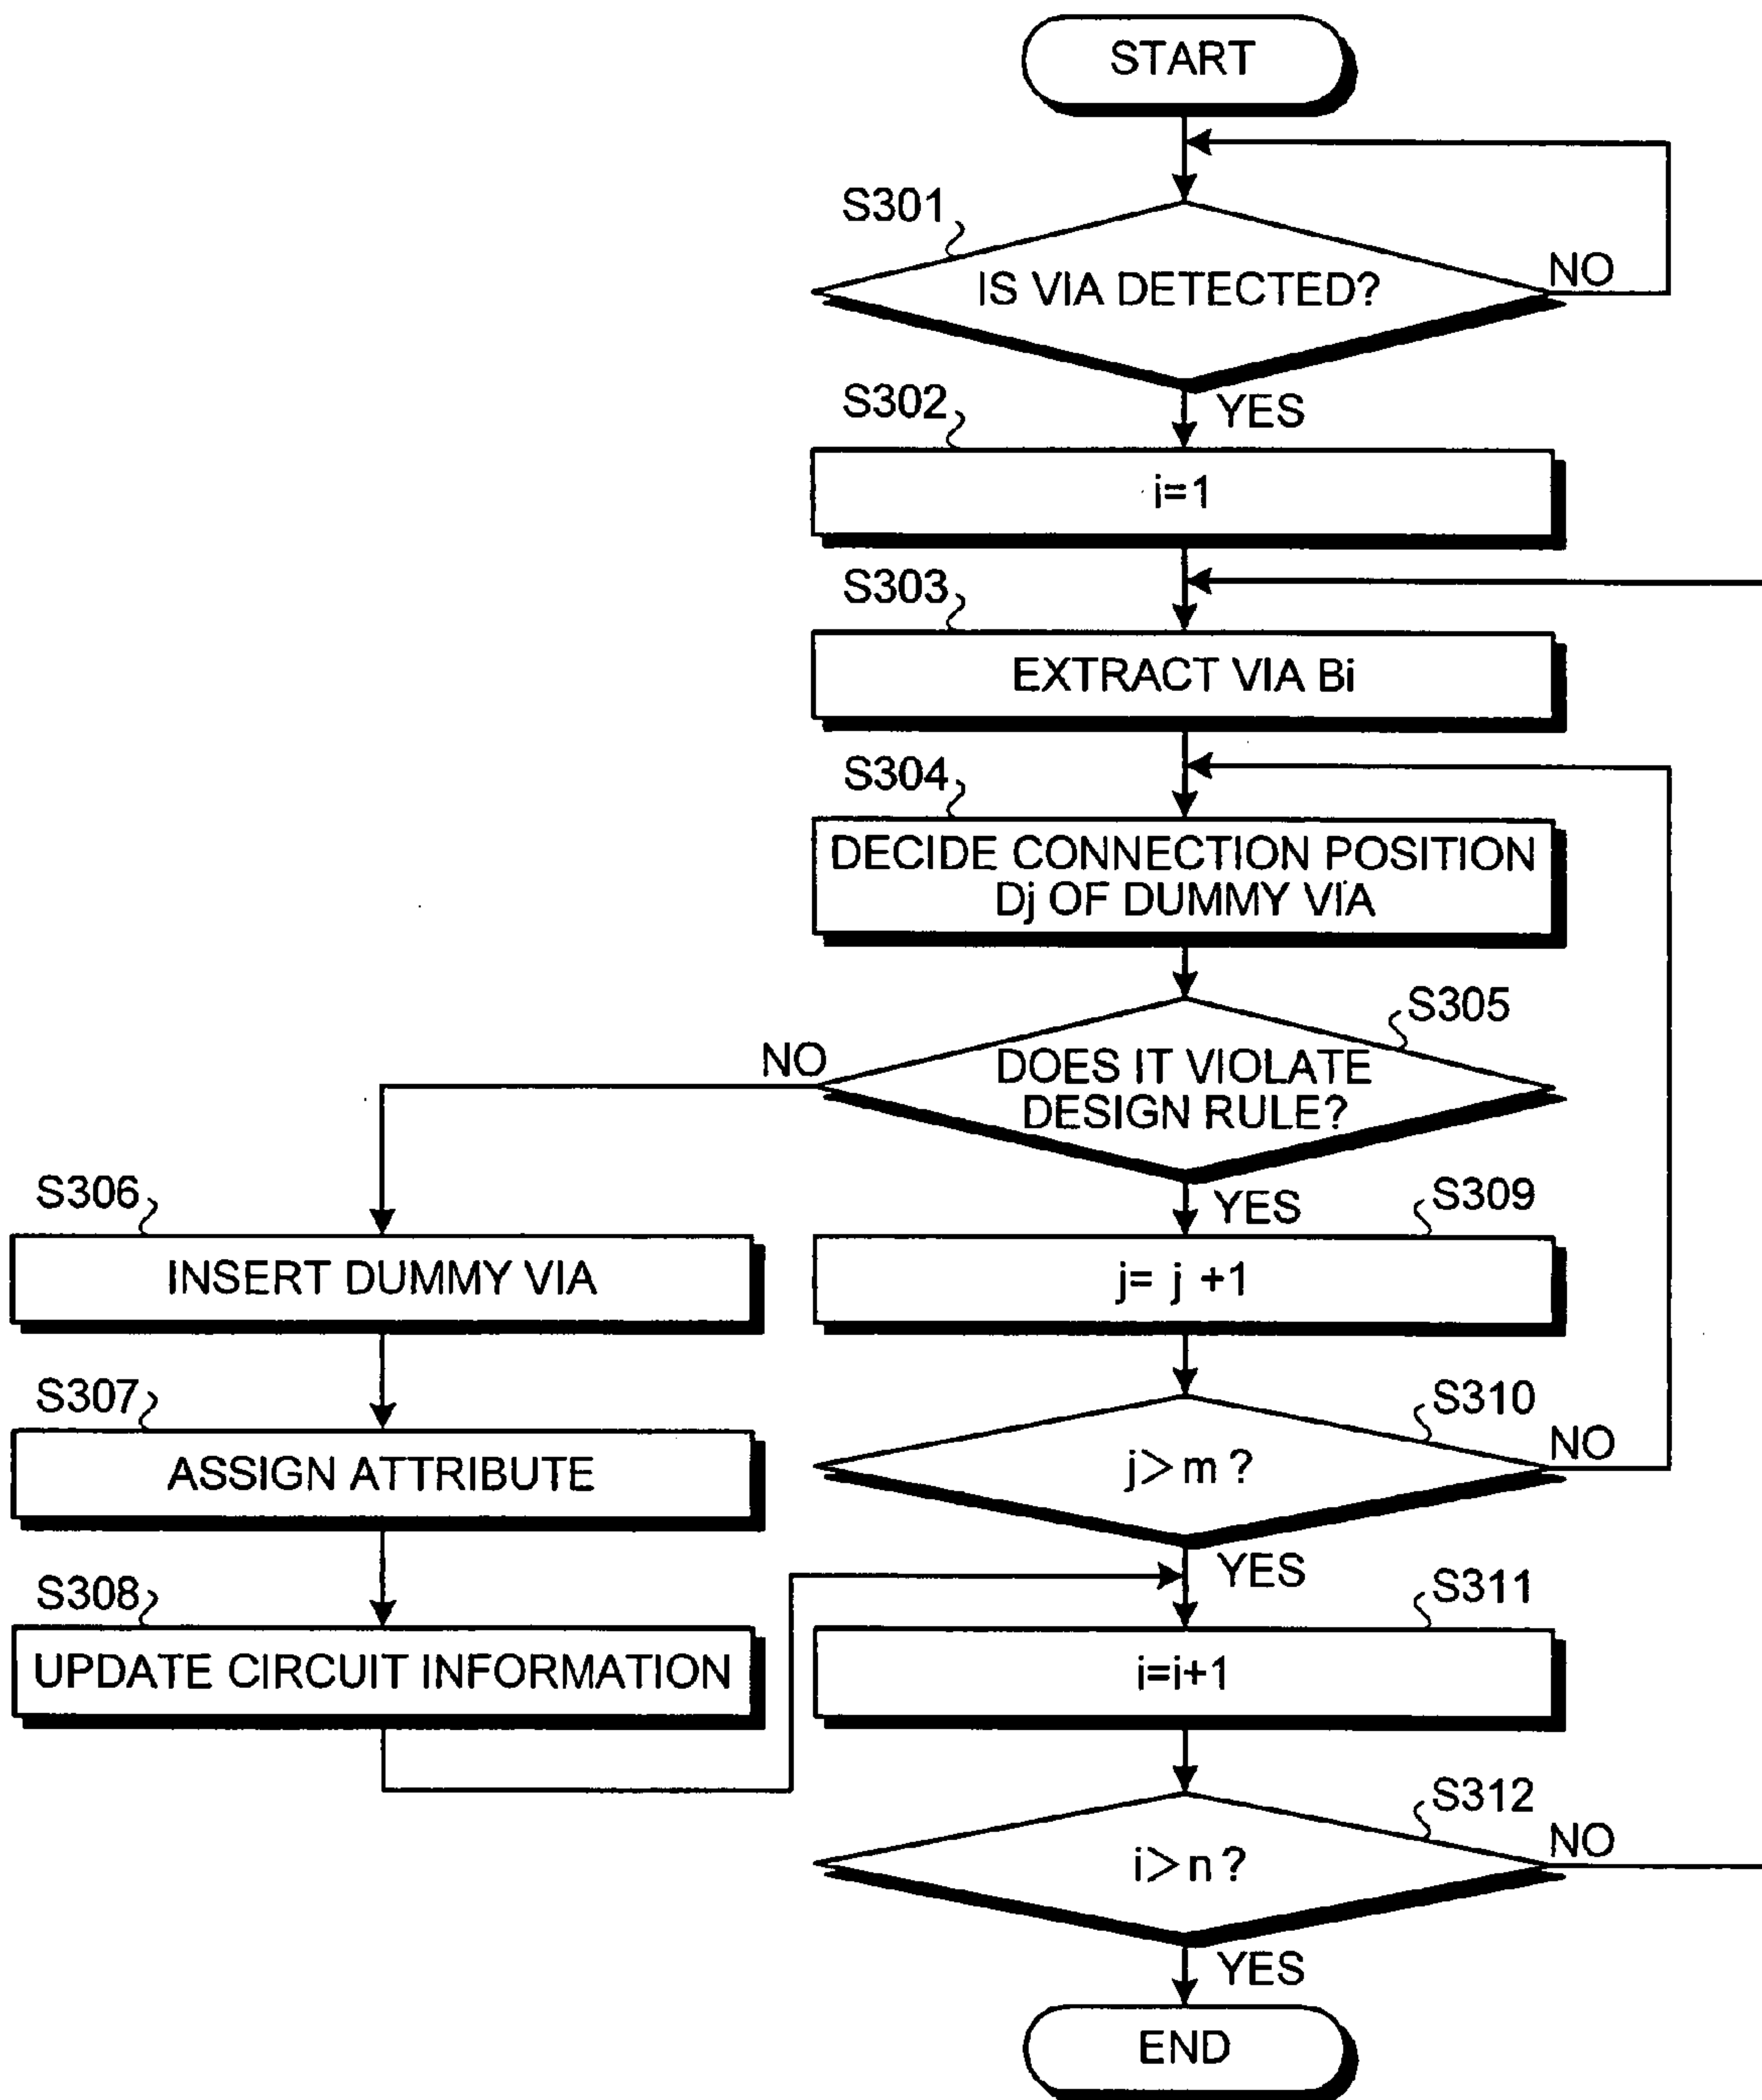 START
S301
IS VIA DETECTED?
NO
YES
S302
i=1
S303
EXTRACT VIA Bi
S304
DECIDE CONNECTION POSITION
Dj OF DUMMY VIA
S305
DOES IT VIOLATE
DESIGN RULE?
NO
YES
S306
INSERT DUMMY VIA
S307
ASSIGN ATTRIBUTE
S308
UPDATE CIRCUIT INFORMATION
S309
j= j +1
S310
j>m ?
NO
YES
S311
i=i+1
S312
i>n ?
NO
YES
END